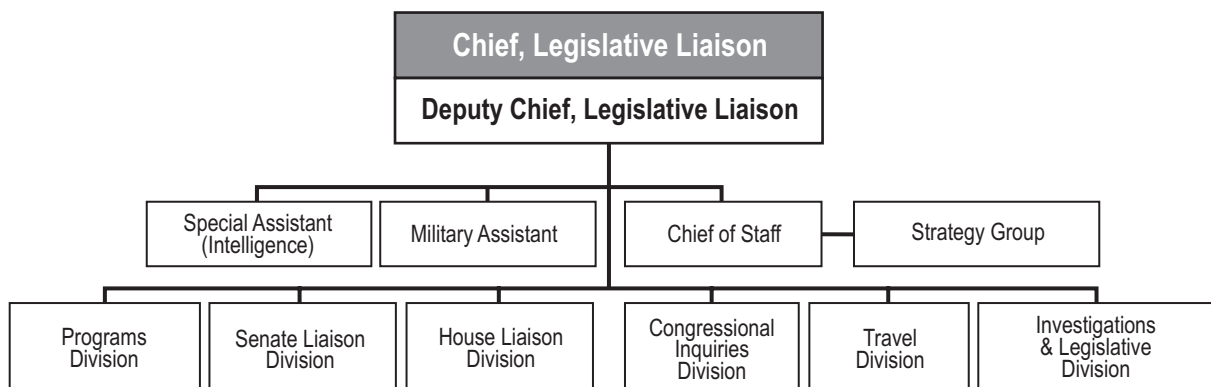 Chief, Legislative Liaison
Deputy Chief, Legislative Liaison
Special Assistant
(Intelligence)
Military Assistant
Chief of Staff
Strategy Group
Programs
Division
Senate Liaison
Division
House Liaison
Division
Congressional
Inquiries
Division
Travel
Division
Investigations
& Legislative
Division